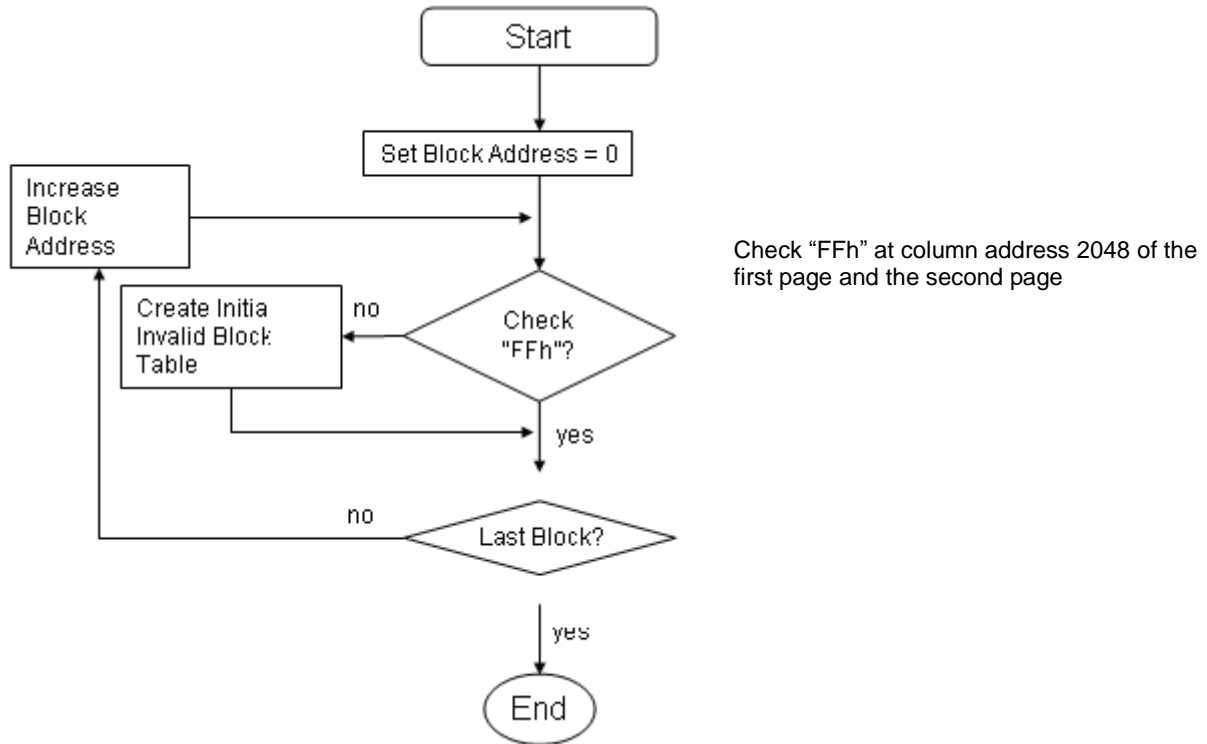 Start
Set Block Address = 0
Increase
Block
Address
Check “FFh” at column address 2048 of the
first page and the second page
Create Initia
Invalid Block
Table
no
Check
"FFh"?
yes
no
Last Block?
yes
End